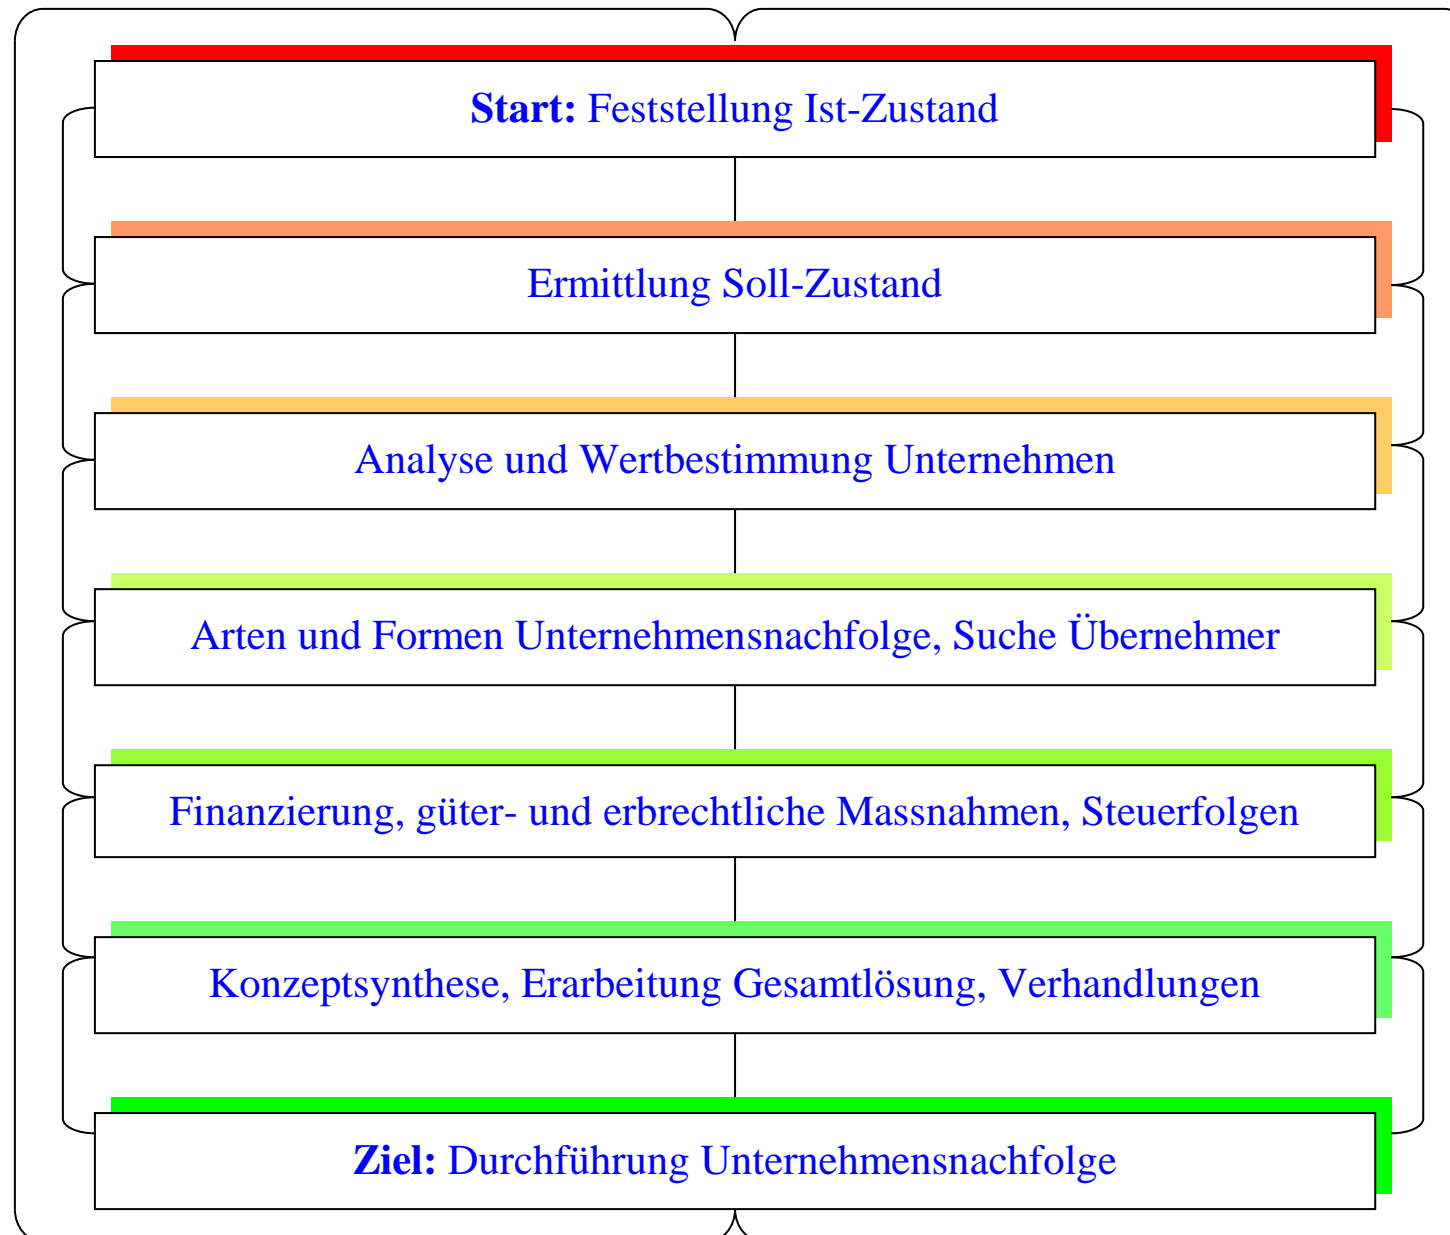 Start: Feststellung Ist-Zustand
Ermittlung Soll-Zustand
Analyse und Wertbestimmung Unternehmen
Arten und Formen Unternehmensnachfolge, Suche Übernehmer
Finanzierung, güter- und erbrechtliche Massnahmen, Steuerfolgen
Konzeptsynthese, Erarbeitung Gesamtlösung, Verhandlungen
Ziel: Durchführung Unternehmensnachfolge